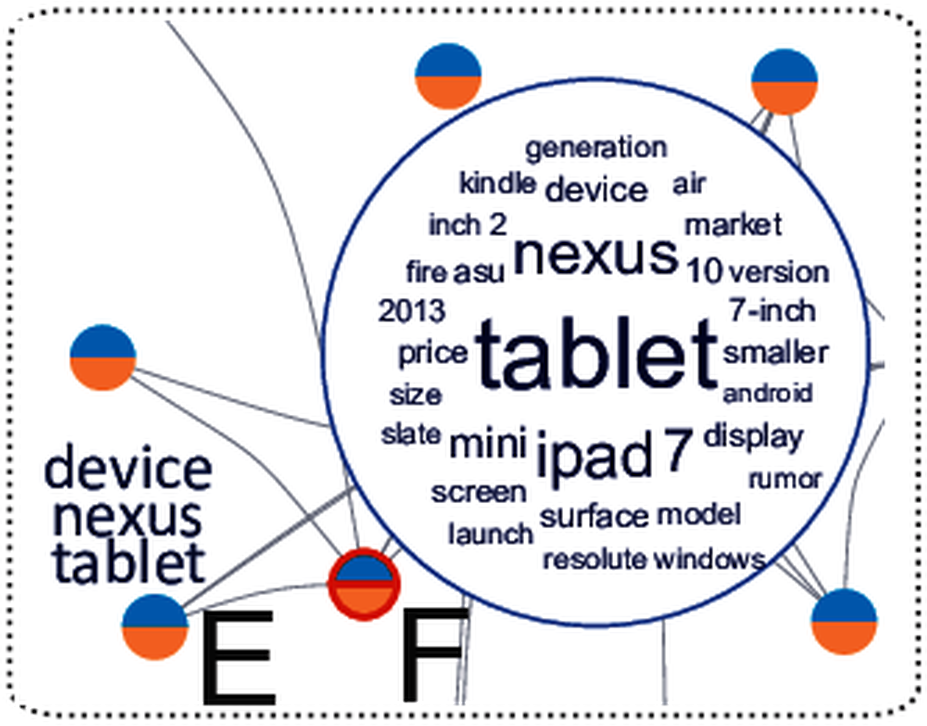 generation
kindle device air
inch 2 market
nexus
fire asu 10 version
2013 7-inch
price tablet smaller
size android
slate mini ipad 7 display
screen rumor
launch surface model
resolute windows
device
nexus
tablet
E F